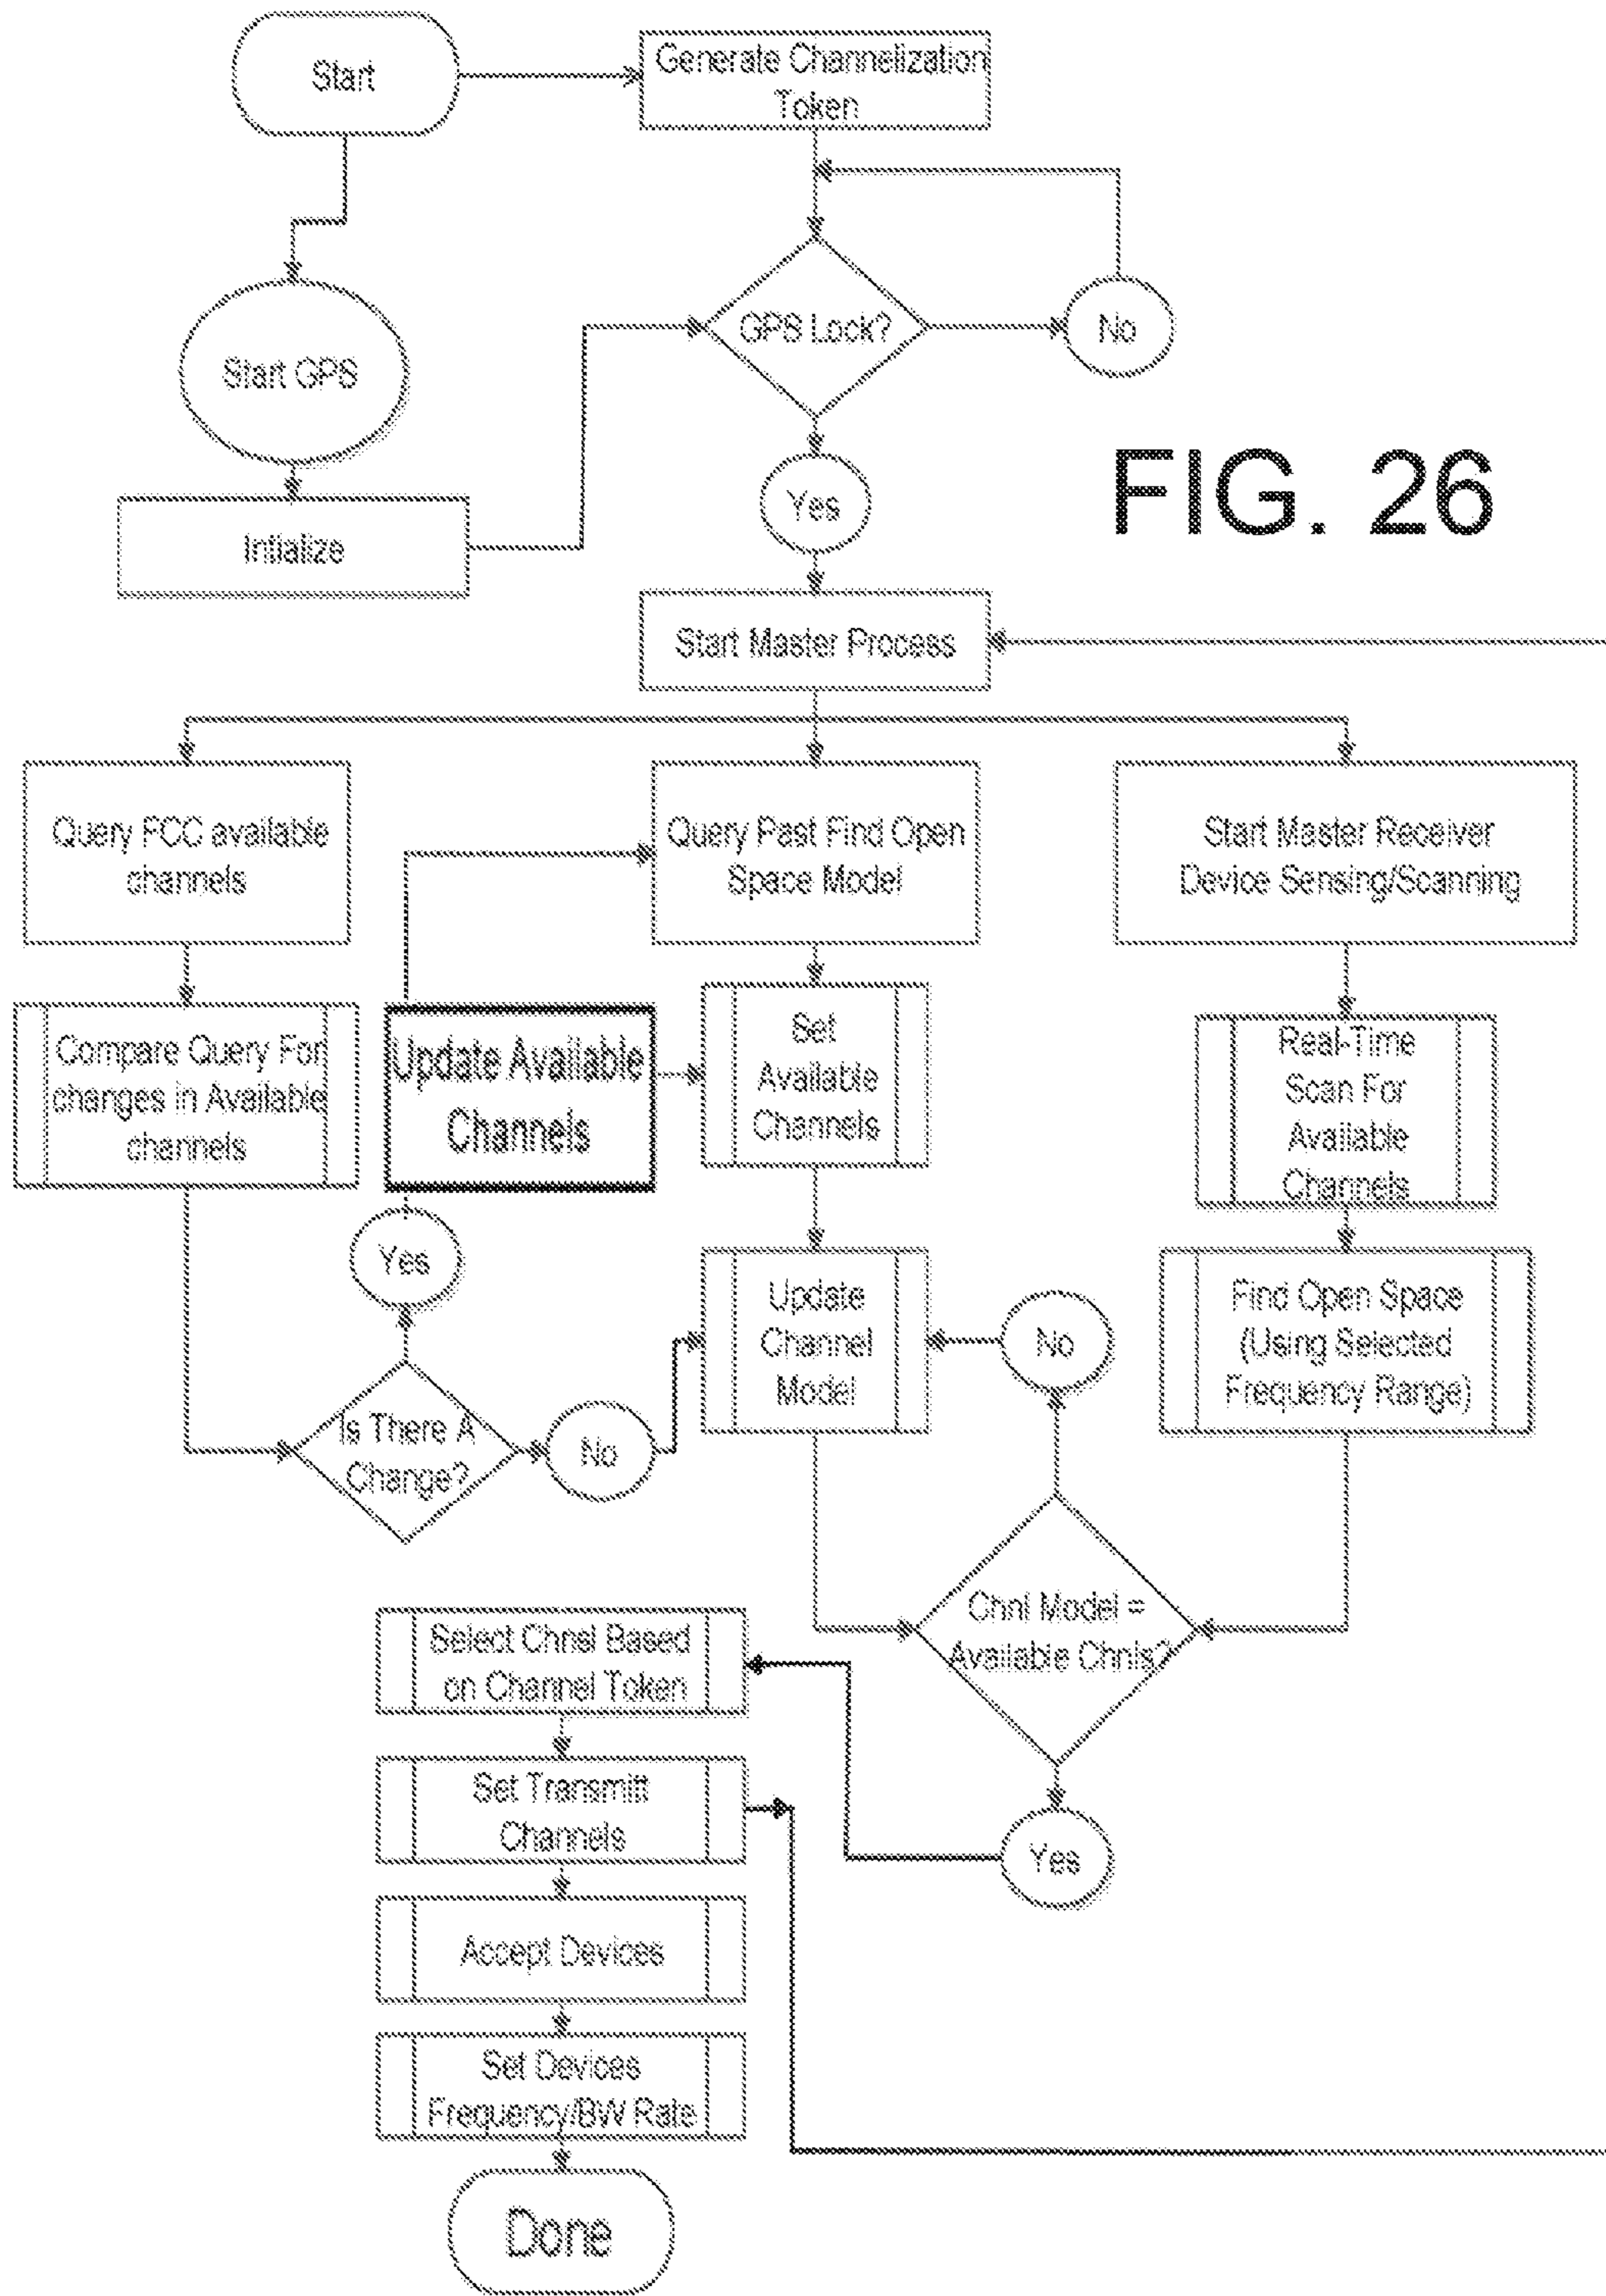 Start
Generate Channelization
Token
Start GPS
GPS Lock?
No
Yes
FIG. 26
Intialize
Start Master Process
Query FCC available
channels
Query Past Find Open
Space Model
Start Master Receiver
Device Sensing/Scanning
Compare Query For
changes in Available
channels
Update Available
Channels
Set
Available
Channels
Real-Time
Scan For
Available
Channels
Yes
Update
Channel
Model
No
Find Open Space
(Using Selected
Frequency Range)
Is There A
Change?
No
Chnl Model =
Available Chnls?
Select Chnsl Based
on Channel Token
Set Transmitt
Channels
Yes
Accept Devices
Set Devices
Frequency/BW Rate
Done